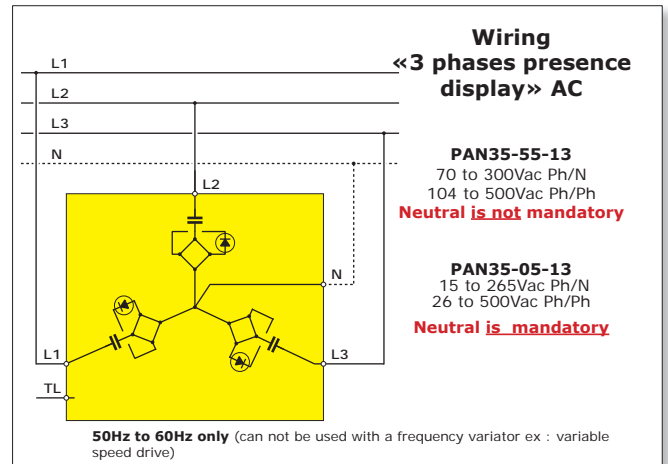 Wiring
«3 phases presence
display» AC
L1
L2
L3
N
PAN35-55-13
70 to 300Vac Ph/N
104 to 500Vac Ph/Ph
Neutral is not mandatory
L2
N
PAN35-05-13
15 to 265Vac Ph/N
26 to 500Vac Ph/Ph
Neutral is mandatory
L1
L3
TL
50Hz to 60Hz only (can not be used with a frequency variator ex : variable
speed drive)